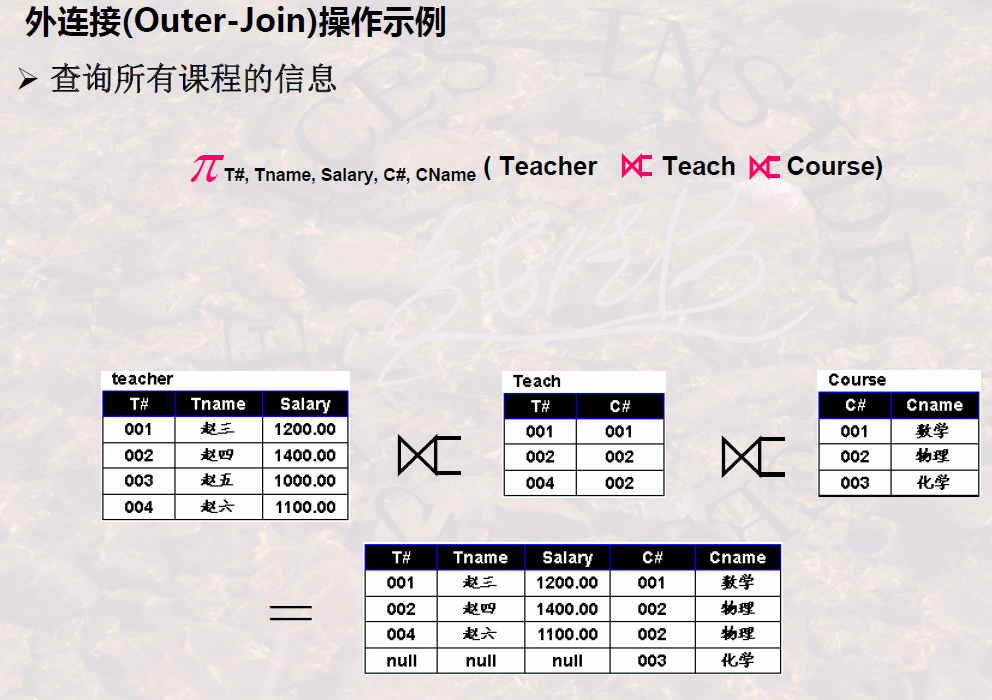 外连接(Outer-Join)操作示例
➢ 查询所有课程的信息
π T#, Tname, Salary, C#, CName ( Teacher ⟖ Teach ⟖ Course)
teacher
T# Tname Salary
001 赵三 1200.00
002 赵四 1400.00
003 赵五 1000.00
004 赵六 1100.00
⟖
Teach
T# C#
001 001
002 002
004 002
⟖
Course
C# Cname
001 数学
002 物理
003 化学
=
T# Tname Salary C# Cname
001 赵三 1200.00 001 数学
002 赵四 1400.00 002 物理
004 赵六 1100.00 002 物理
null null null 003 化学